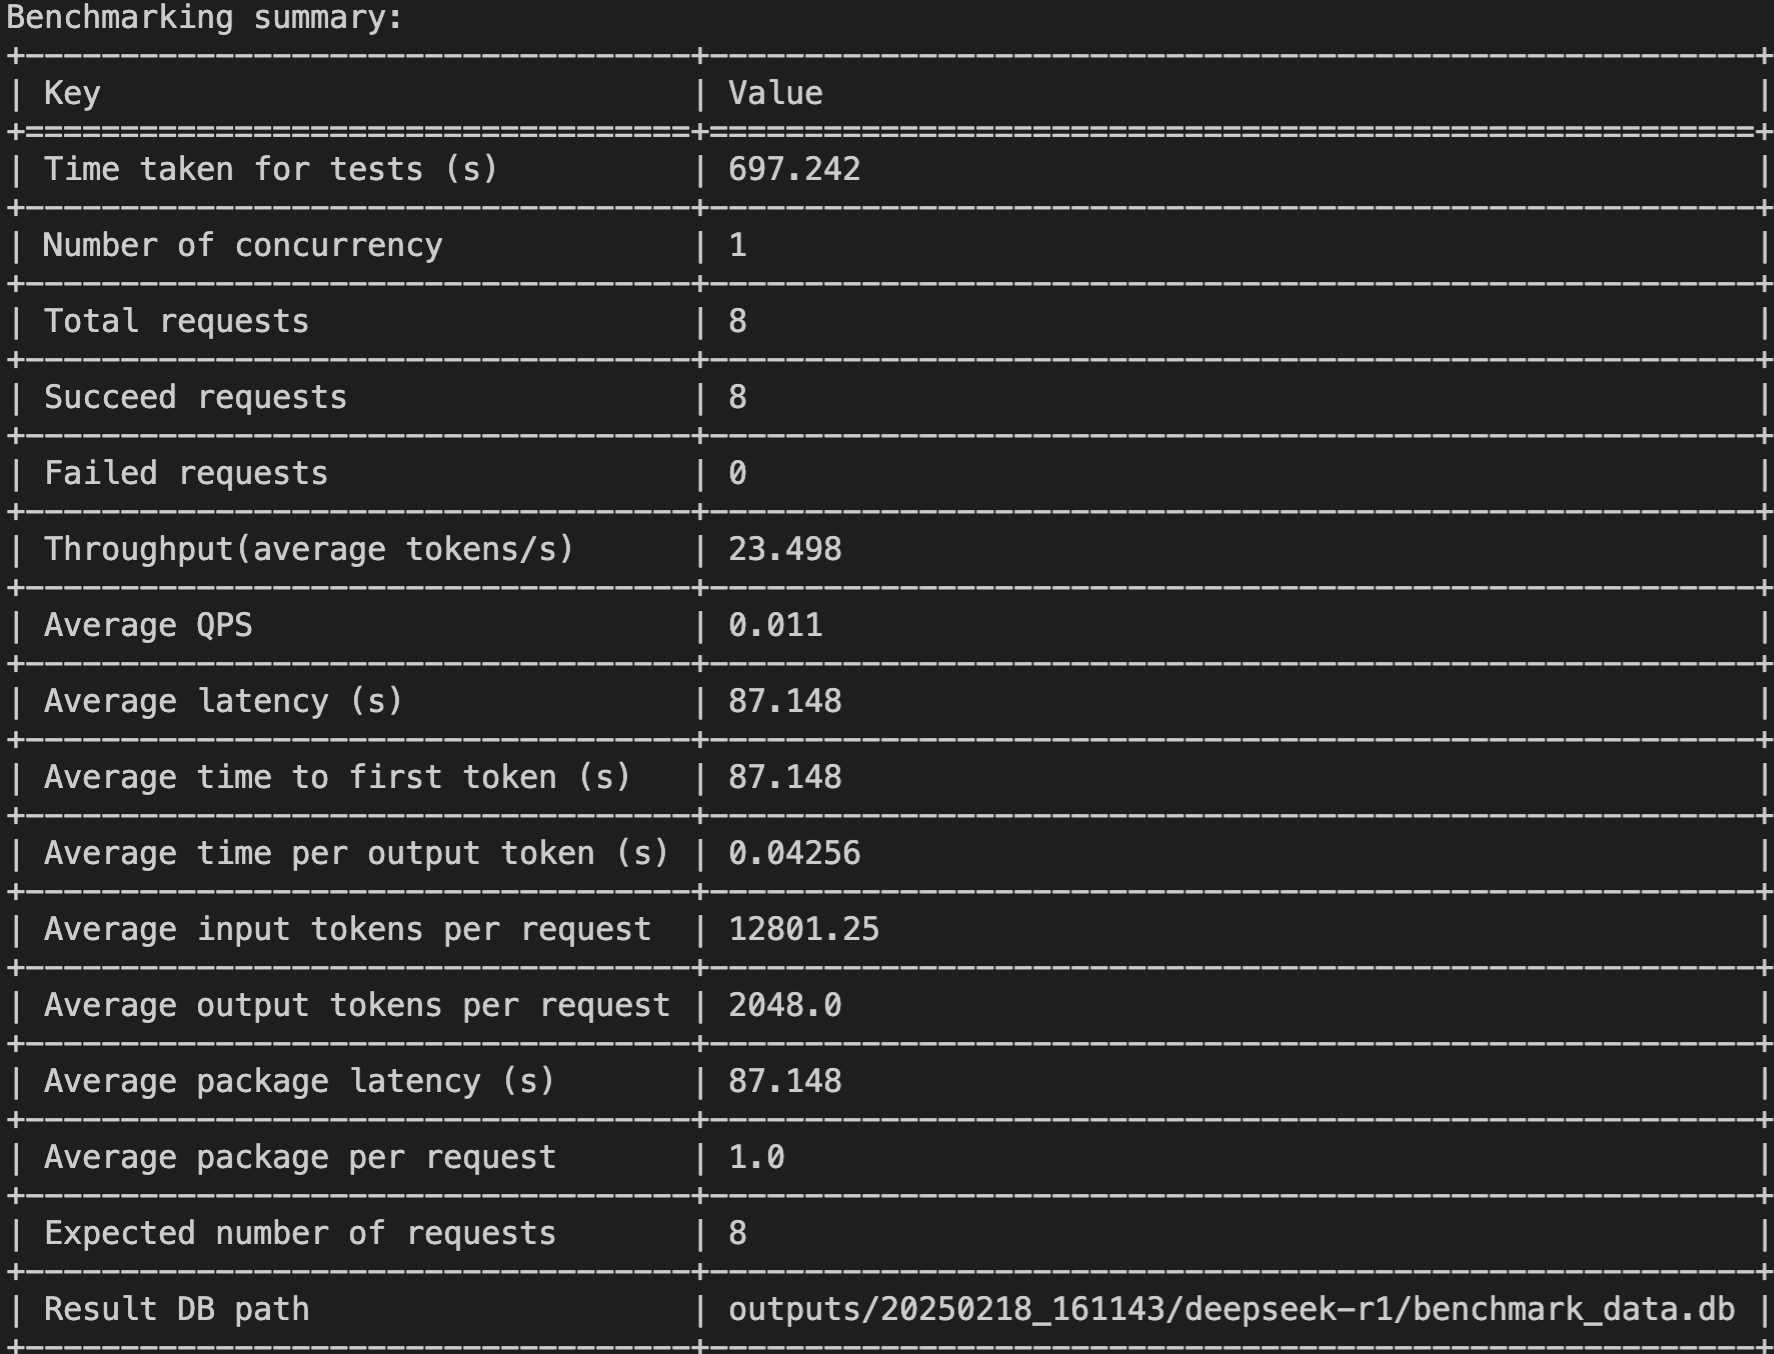 Benchmarking summary:
+-----------------------------------+-------------------------------------------------------+
| Key                               | Value                                                 |
+===================================+=======================================================+
| Time taken for tests (s)          | 697.242                                               |
+-----------------------------------+-------------------------------------------------------+
| Number of concurrency             | 1                                                     |
+-----------------------------------+-------------------------------------------------------+
| Total requests                    | 8                                                     |
+-----------------------------------+-------------------------------------------------------+
| Succeed requests                  | 8                                                     |
+-----------------------------------+-------------------------------------------------------+
| Failed requests                   | 0                                                     |
+-----------------------------------+-------------------------------------------------------+
| Throughput(average tokens/s)      | 23.498                                                |
+-----------------------------------+-------------------------------------------------------+
| Average QPS                       | 0.011                                                 |
+-----------------------------------+-------------------------------------------------------+
| Average latency (s)               | 87.148                                                |
+-----------------------------------+-------------------------------------------------------+
| Average time to first token (s)   | 87.148                                                |
+-----------------------------------+-------------------------------------------------------+
| Average time per output token (s) | 0.04256                                               |
+-----------------------------------+-------------------------------------------------------+
| Average input tokens per request  | 12801.25                                              |
+-----------------------------------+-------------------------------------------------------+
| Average output tokens per request | 2048.0                                                |
+-----------------------------------+-------------------------------------------------------+
| Average package latency (s)       | 87.148                                                |
+-----------------------------------+-------------------------------------------------------+
| Average package per request       | 1.0                                                   |
+-----------------------------------+-------------------------------------------------------+
| Expected number of requests       | 8                                                     |
+-----------------------------------+-------------------------------------------------------+
| Result DB path                    | outputs/20250218_161143/deepseek-r1/benchmark_data.db |
+-----------------------------------+-------------------------------------------------------+